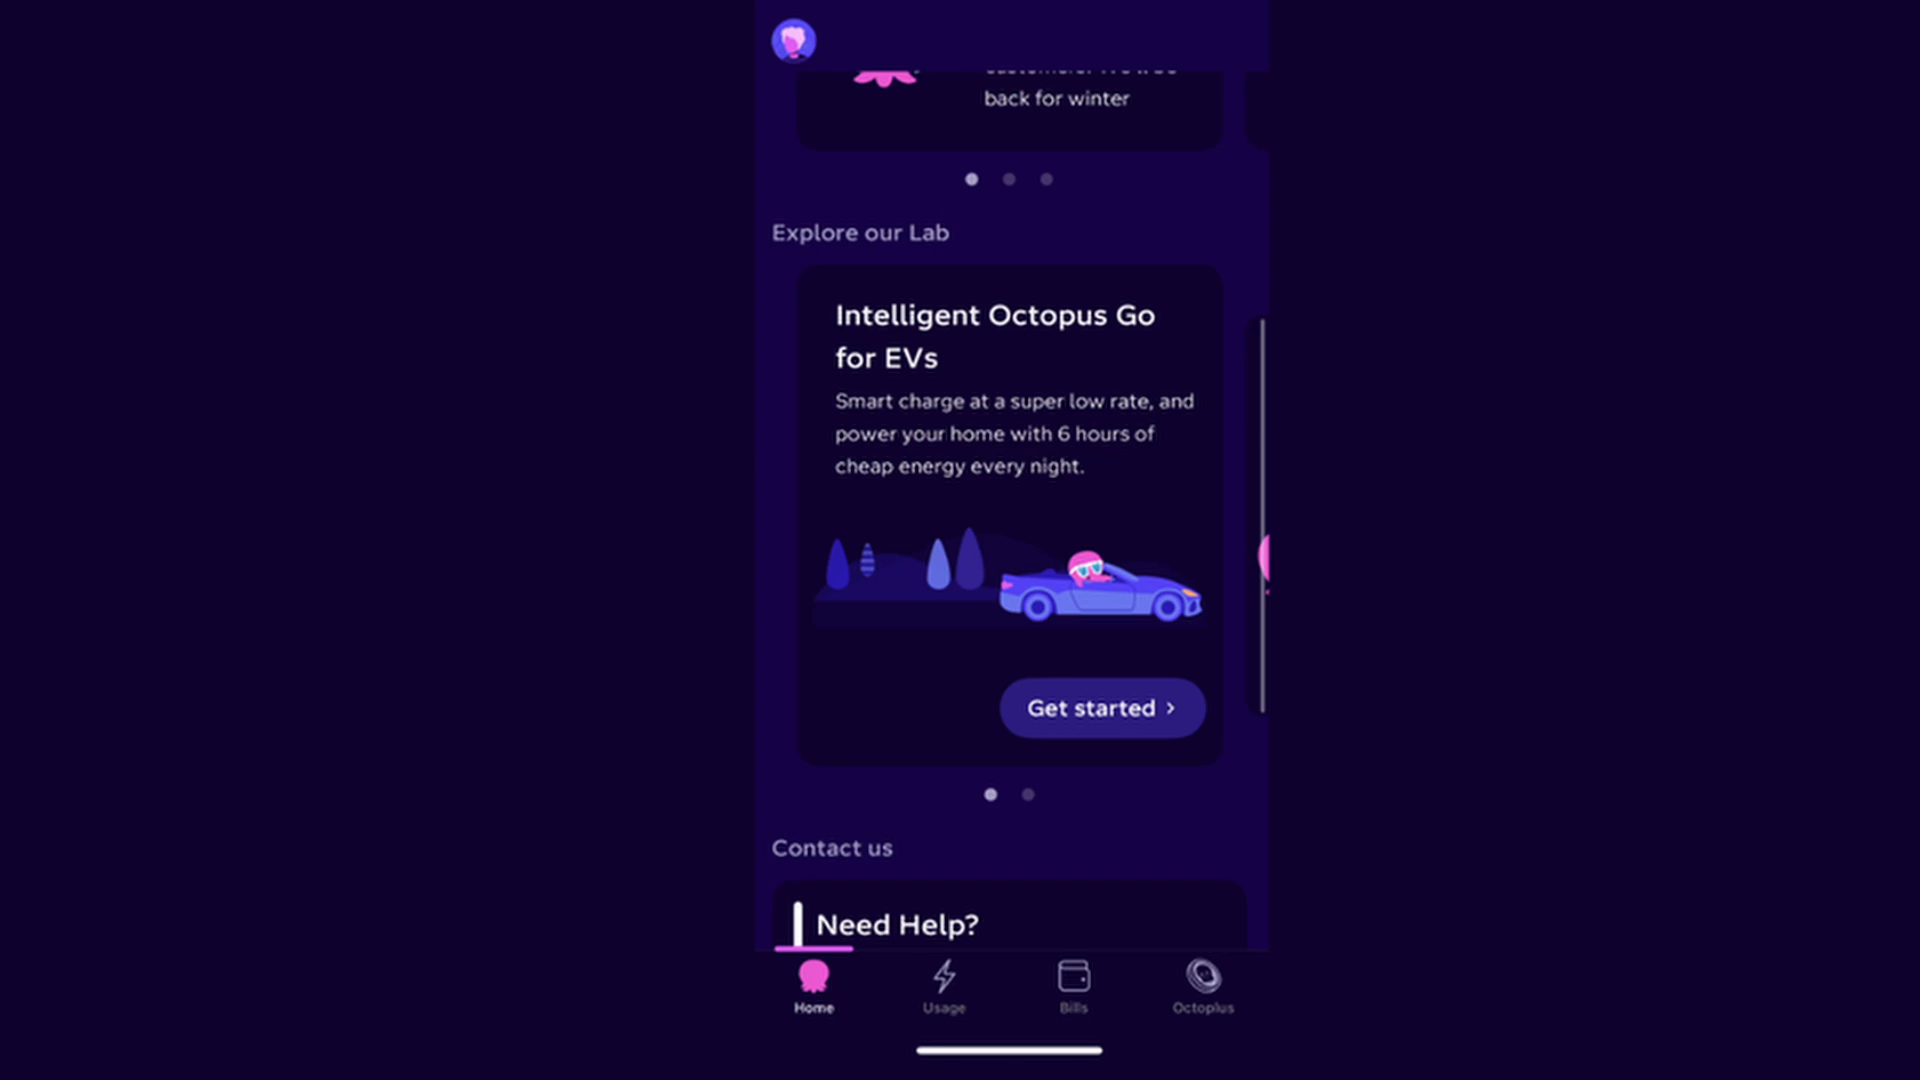 back for winter
Explore our Lab
Intelligent Octopus Go
for EVs
Smart charge at a super low rate, and
power your home with 6 hours of
cheap energy every night.
Get started ›
Contact us
Need Help?
Home
Usage
Bills
Octoplus